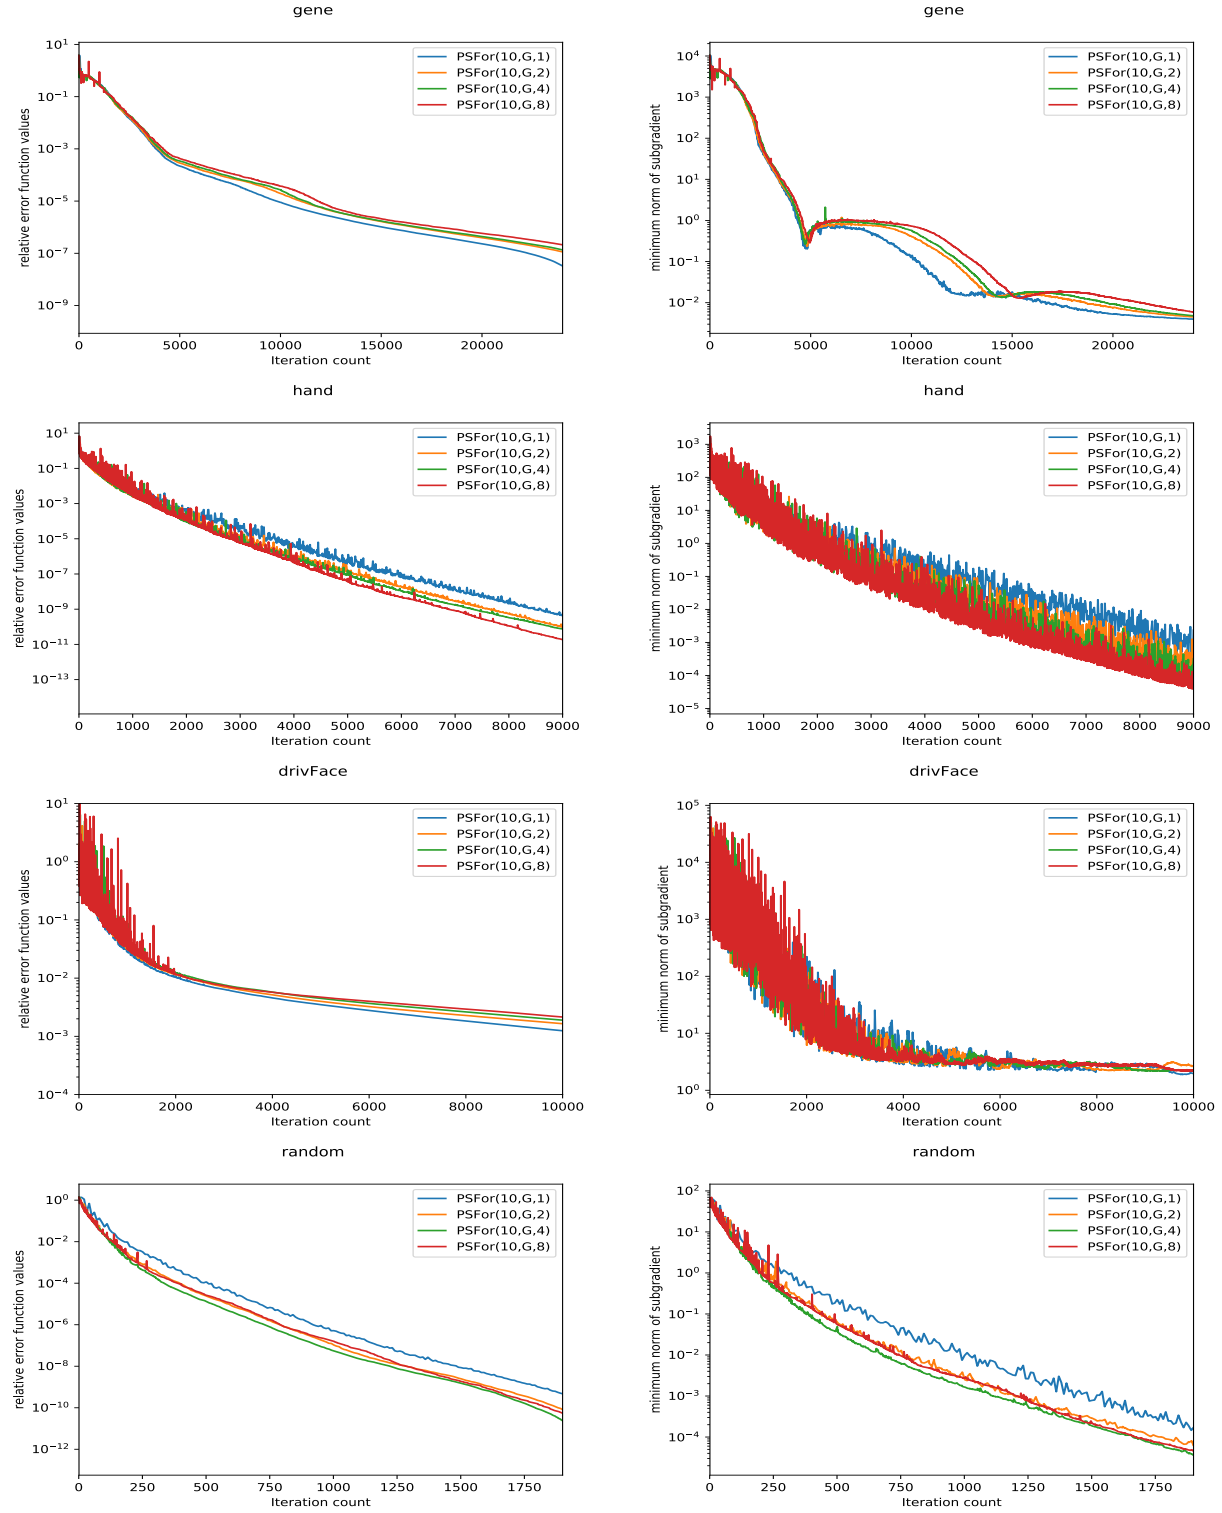 gene
relative error function values
10^1
10^−1
10^−3
10^−5
10^−7
10^−9
PSFor(10,G,1)
PSFor(10,G,2)
PSFor(10,G,4)
PSFor(10,G,8)
0 5000 10000 15000 20000
Iteration count
gene
minimum norm of subgradient
10^4
10^3
10^2
10^1
10^0
10^−1
10^−2
PSFor(10,G,1)
PSFor(10,G,2)
PSFor(10,G,4)
PSFor(10,G,8)
0 5000 10000 15000 20000
Iteration count
hand
relative error function values
10^1
10^−1
10^−3
10^−5
10^−7
10^−9
10^−11
10^−13
PSFor(10,G,1)
PSFor(10,G,2)
PSFor(10,G,4)
PSFor(10,G,8)
0 1000 2000 3000 4000 5000 6000 7000 8000 9000
Iteration count
hand
minimum norm of subgradient
10^3
10^2
10^1
10^0
10^−1
10^−2
10^−3
10^−4
10^−5
PSFor(10,G,1)
PSFor(10,G,2)
PSFor(10,G,4)
PSFor(10,G,8)
0 1000 2000 3000 4000 5000 6000 7000 8000 9000
Iteration count
drivFace
relative error function values
10^1
10^0
10^−1
10^−2
10^−3
10^−4
PSFor(10,G,1)
PSFor(10,G,2)
PSFor(10,G,4)
PSFor(10,G,8)
0 2000 4000 6000 8000 10000
Iteration count
drivFace
minimum norm of subgradient
10^5
10^4
10^3
10^2
10^1
10^0
PSFor(10,G,1)
PSFor(10,G,2)
PSFor(10,G,4)
PSFor(10,G,8)
0 2000 4000 6000 8000 10000
Iteration count
random
relative error function values
10^0
10^−2
10^−4
10^−6
10^−8
10^−10
10^−12
PSFor(10,G,1)
PSFor(10,G,2)
PSFor(10,G,4)
PSFor(10,G,8)
0 250 500 750 1000 1250 1500 1750
Iteration count
random
minimum norm of subgradient
10^2
10^1
10^0
10^−1
10^−2
10^−3
10^−4
PSFor(10,G,1)
PSFor(10,G,2)
PSFor(10,G,4)
PSFor(10,G,8)
0 250 500 750 1000 1250 1500 1750
Iteration count